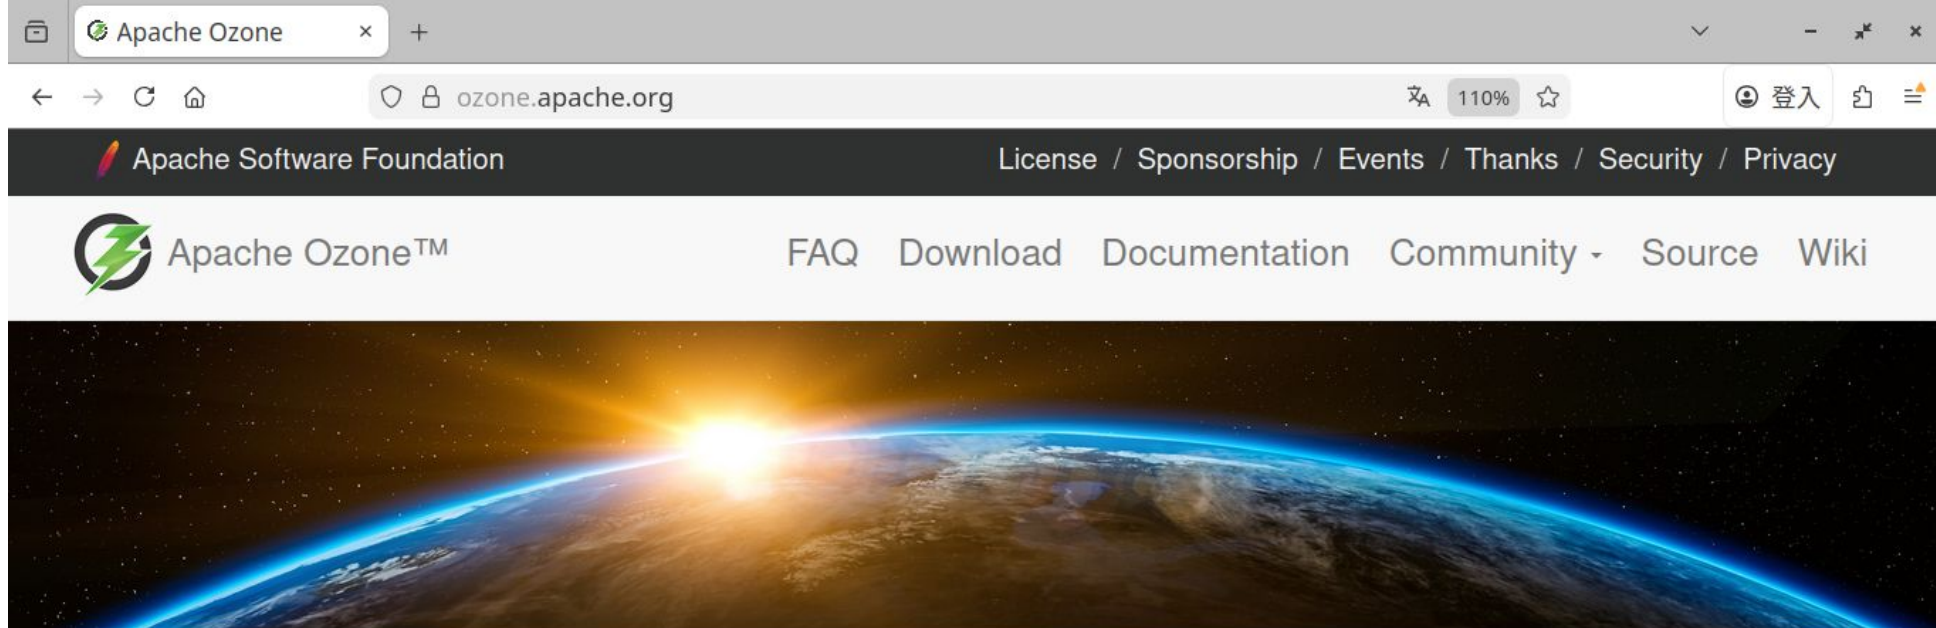 Apache Ozone
ozone.apache.org 110% 登入
Apache Software Foundation License / Sponsorship / Events / Thanks / Security / Privacy
Apache Ozone™ FAQ Download Documentation Community Source Wiki